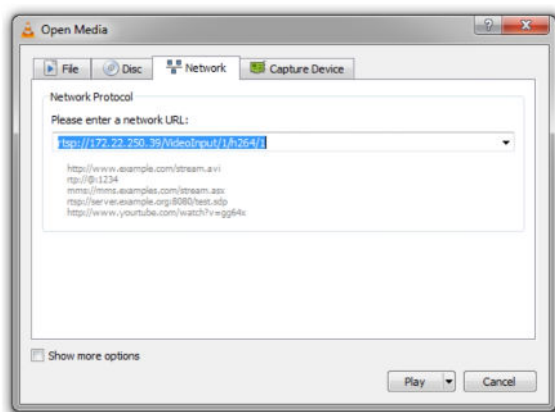 Open Media
File
Disc
Network
Capture Device
Network Protocol
Please enter a network URL:
rtsp://172.22.250.39/VideoInput/1/h264/1
http://www.example.com/stream.avi
rtp://@:1234
mms://mms.examples.com/stream.asx
rtsp://server.example.org:8080/test.sdp
http://www.yourtube.com/watch?v=gg64x
Show more options
Play
Cancel